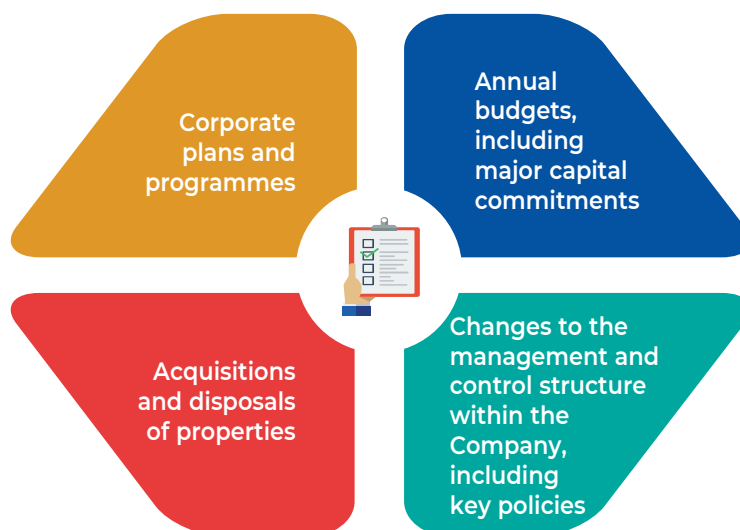 Corporate
plans and
programmes
Annual
budgets,
including
major capital
commitments
Acquisitions
and disposals
of properties
Changes to the
management and
control structure
within the
Company,
including
key policies